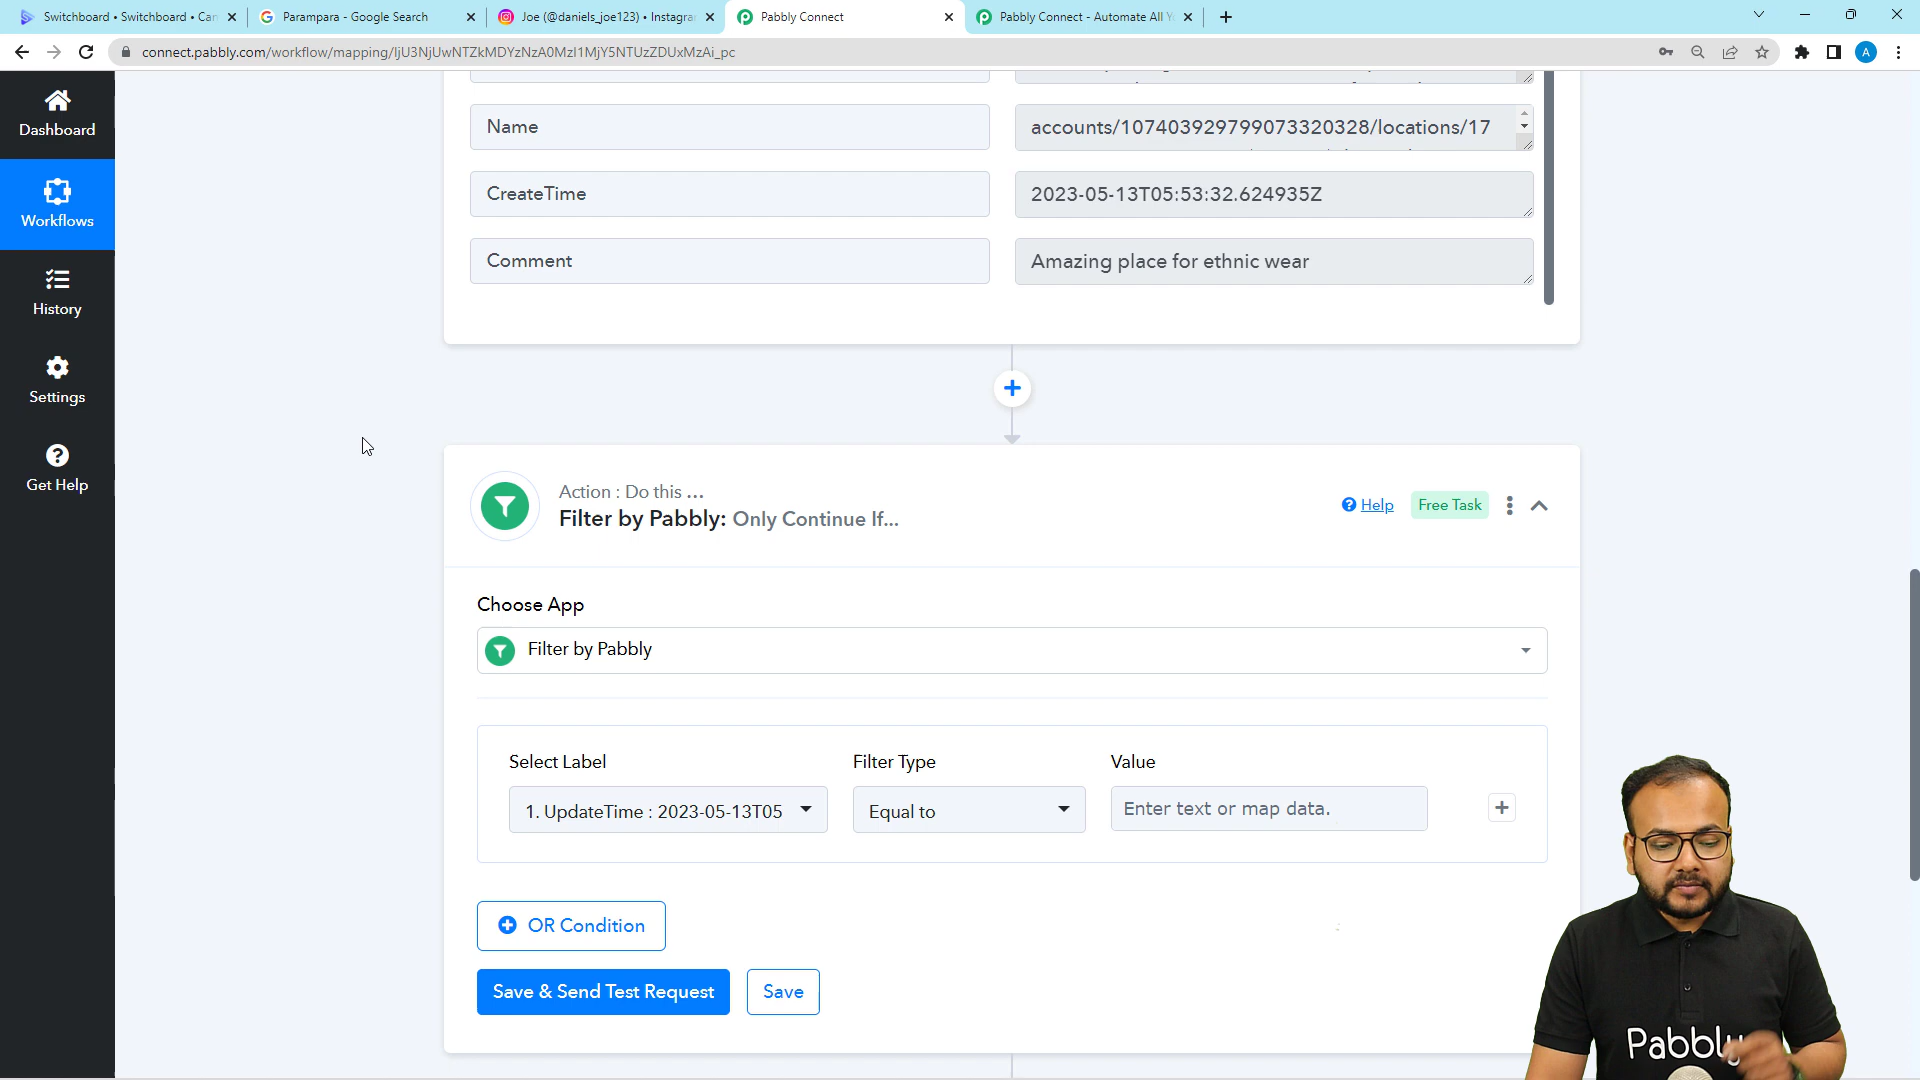 Switchboard • Switchboard • Can
Parampara - Google Search
Joe (@daniels_joe123) • Instagra
Pabbly Connect
Pabbly Connect - Automate All Y
connect.pabbly.com/workflow/mapping/IjU3NjUwNTZkMDYzNzA0MzI1MjY5NTUzZDUxMzAi_pc
A
Dashboard
Workflows
History
Settings
Get Help
Name
accounts/107403929799073320328/locations/17
CreateTime
2023-05-13T05:53:32.624935Z
Comment
Amazing place for ethnic wear
Action : Do this ...
Filter by Pabbly: Only Continue If...
Help
Free Task
Choose App
Filter by Pabbly
Select Label
Filter Type
Value
1. UpdateTime : 2023-05-13T05
Equal to
Enter text or map data.
OR Condition
Save & Send Test Request
Save
Pabbly